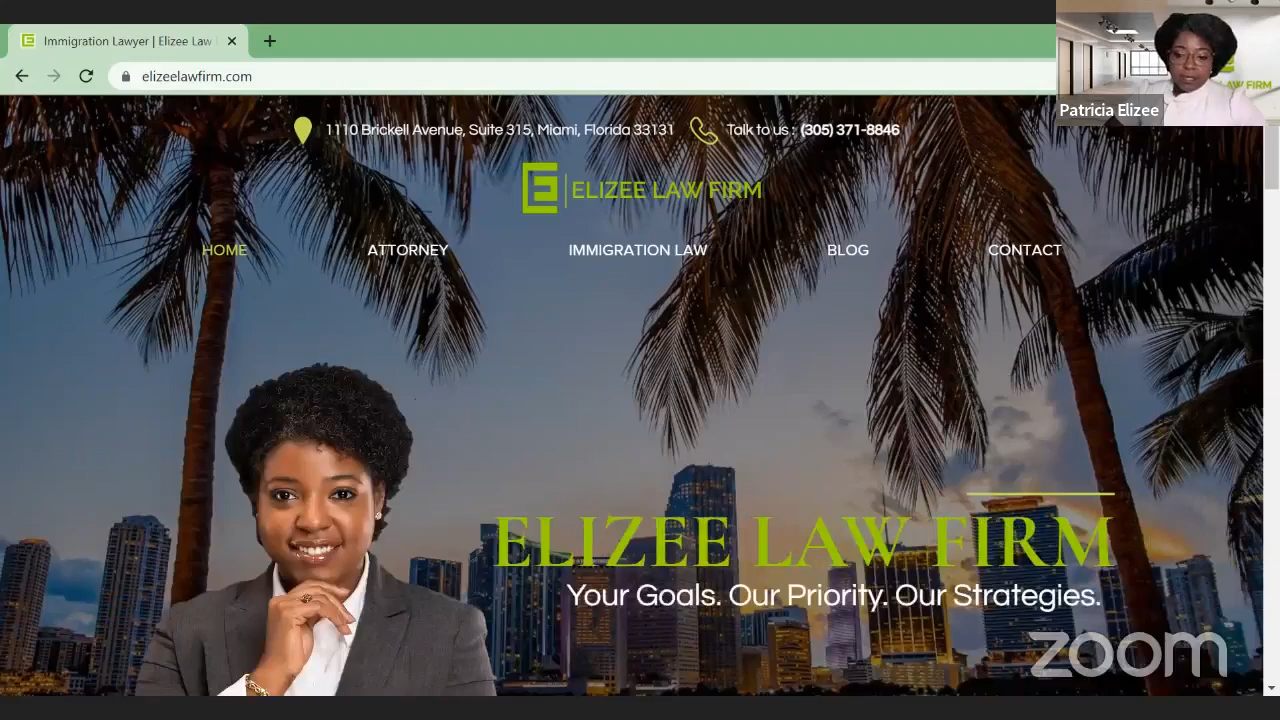 Immigration Lawyer | Elizee Law
elizeelawfirm.com
Patricia Elizee
LAW FIRM
1110 Brickell Avenue, Suite 315, Miami, Florida 33131
Talk to us : (305) 371-8846
E | ELIZEE LAW FIRM
HOME
ATTORNEY
IMMIGRATION LAW
BLOG
CONTACT
ELIZEE LAW FIRM
Your Goals. Our Priority. Our Strategies.
zoom